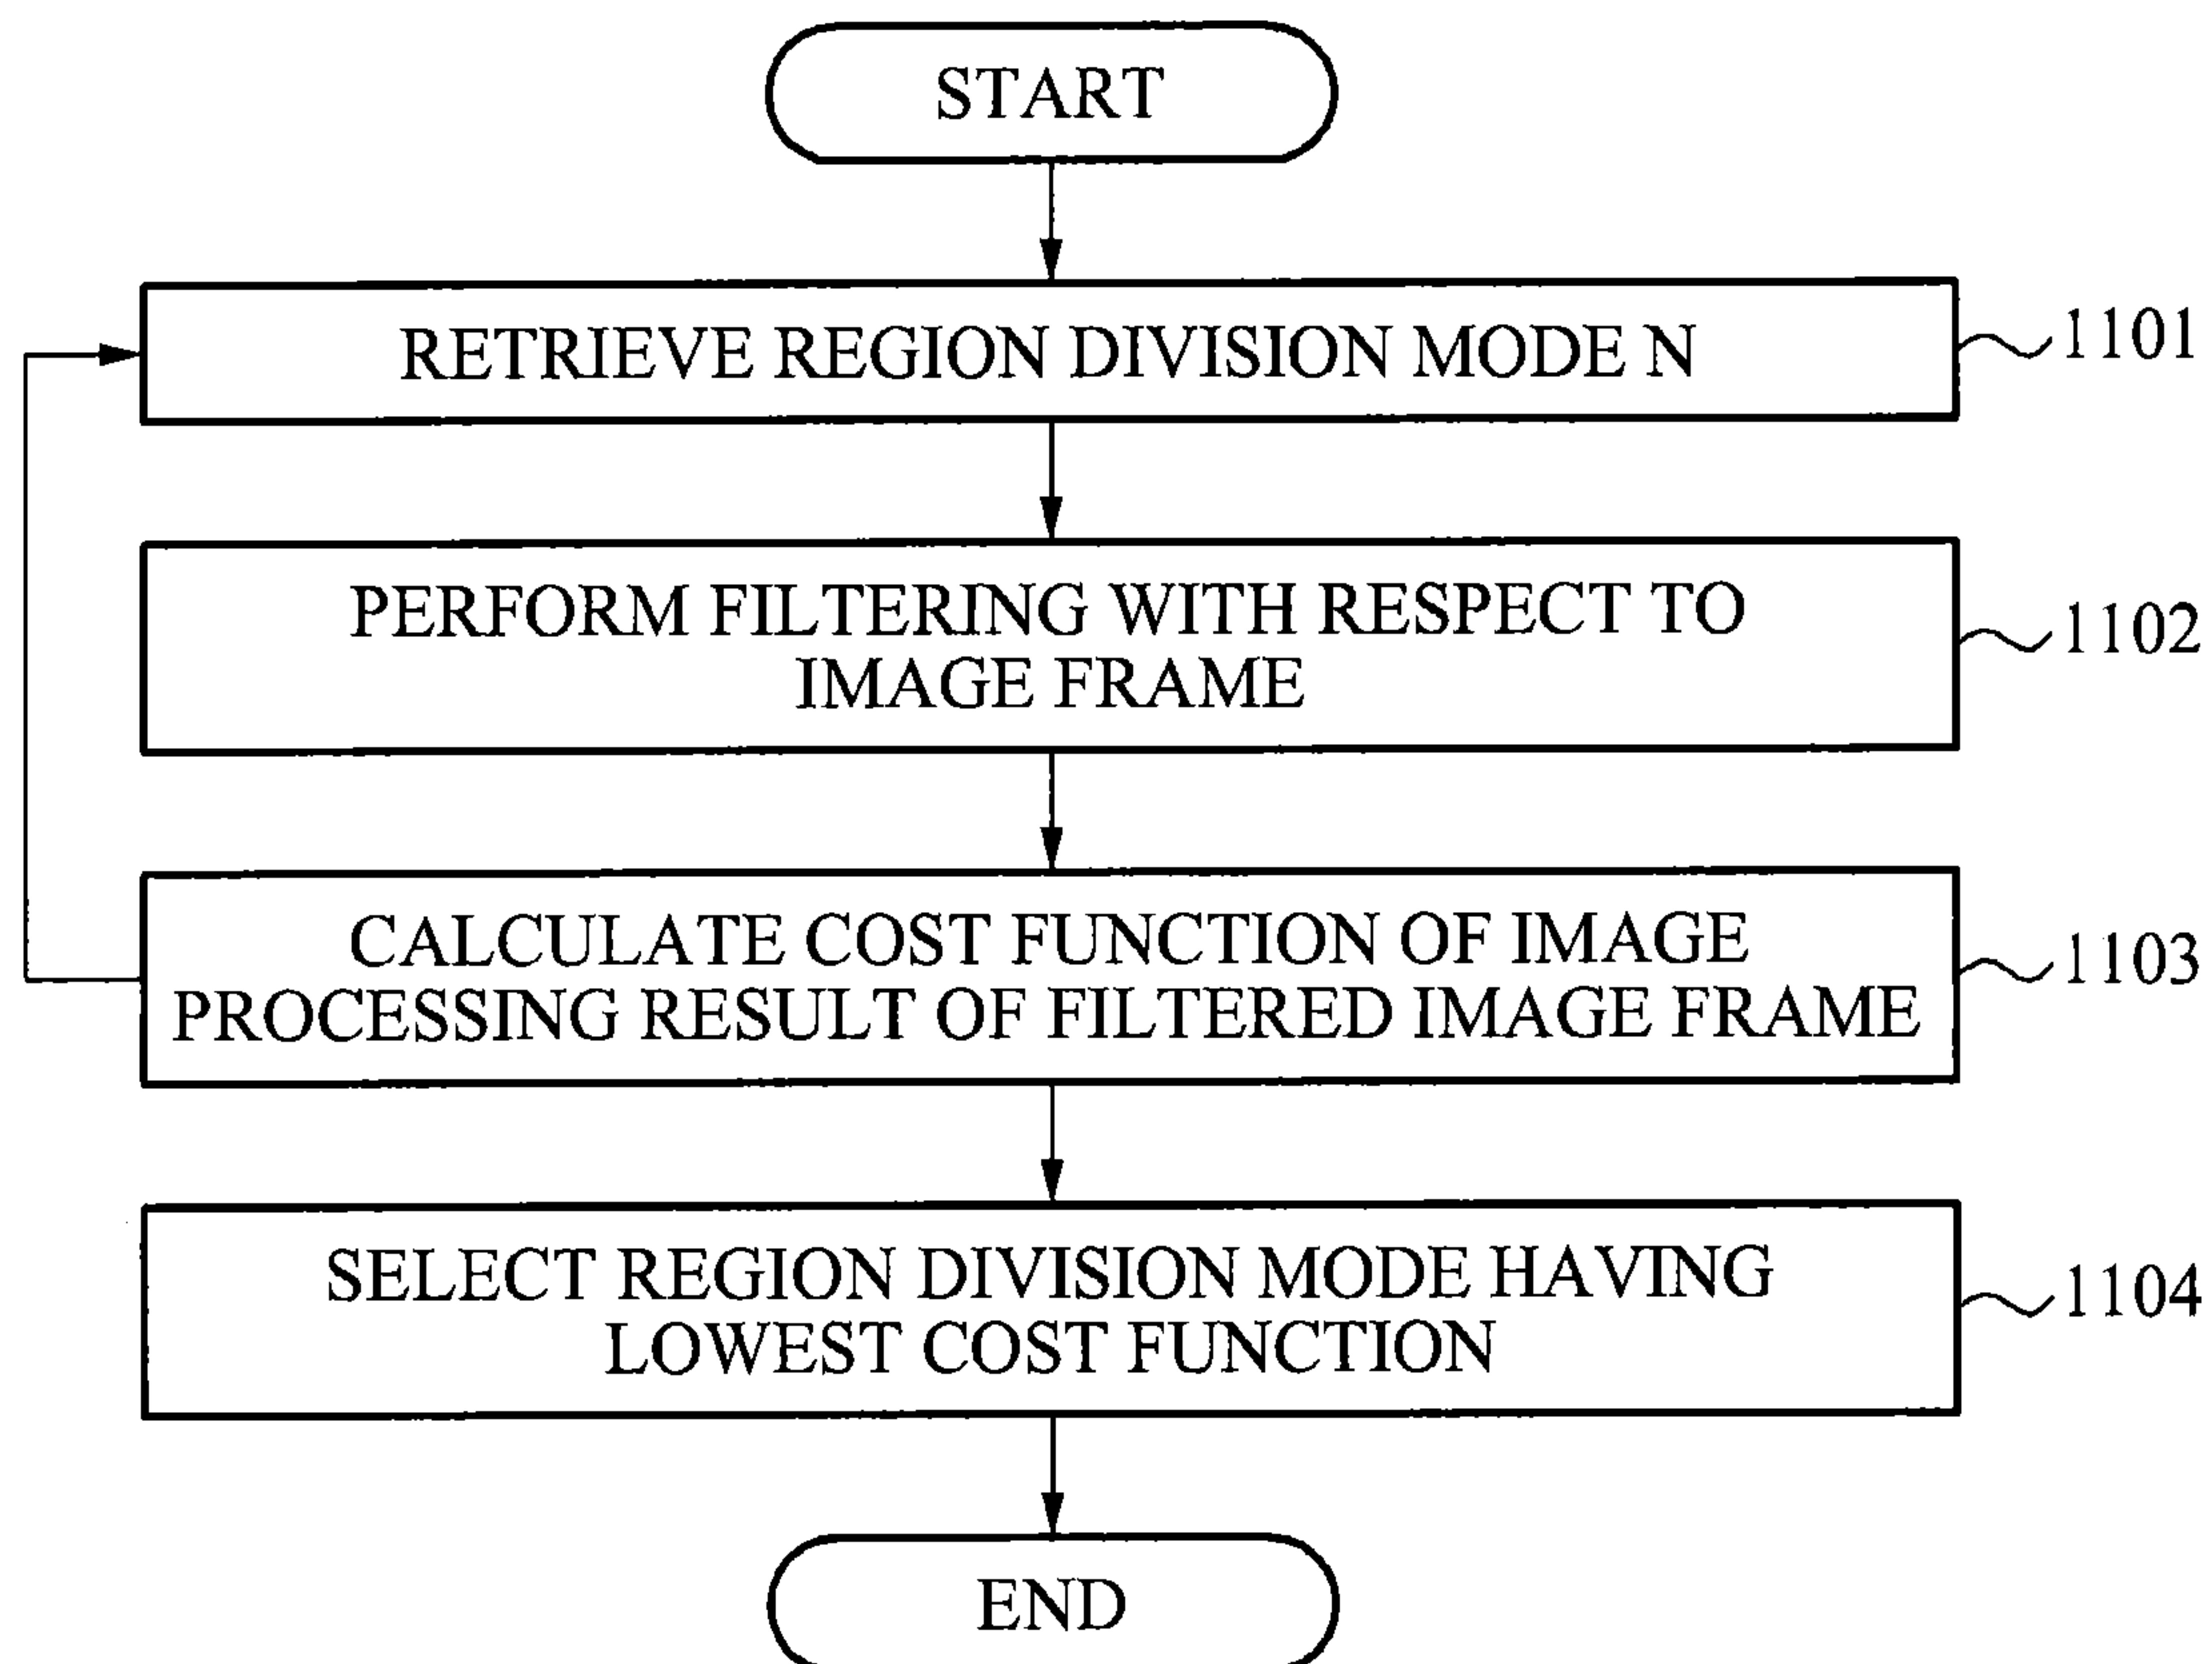 START
RETRIEVE REGION DIVISION MODE N
1101
PERFORM FILTERING WITH RESPECT TO
IMAGE FRAME
1102
CALCULATE COST FUNCTION OF IMAGE
PROCESSING RESULT OF FILTERED IMAGE FRAME
1103
SELECT REGION DIVISION MODE HAVING
LOWEST COST FUNCTION
1104
END